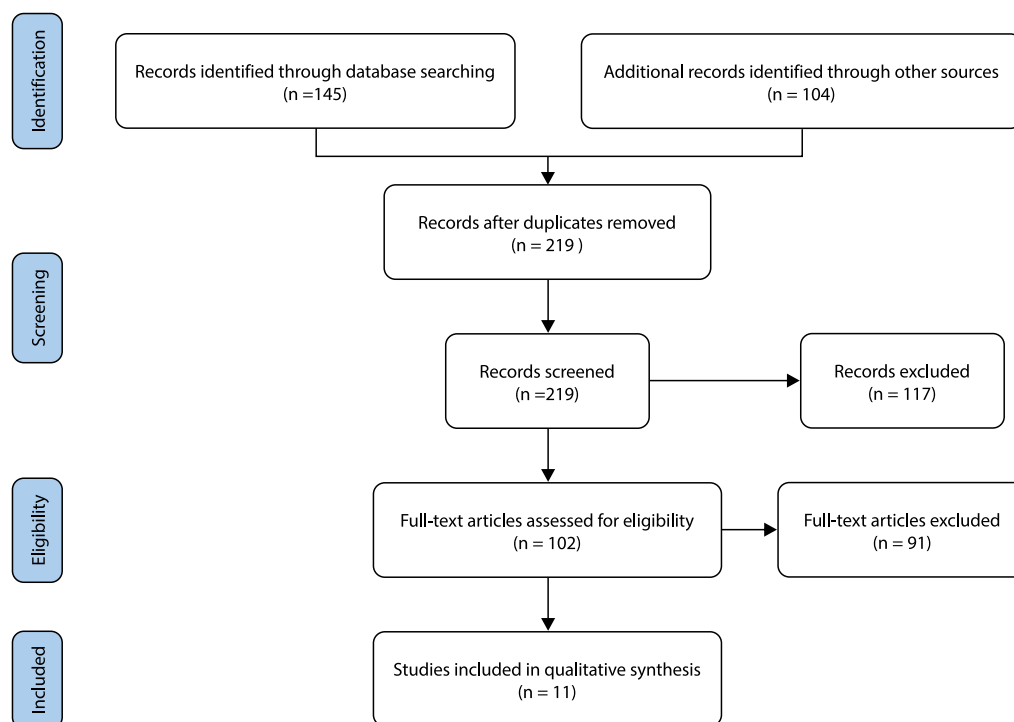 Identification
Records identified through database searching
(n =145)
Additional records identified through other sources
(n = 104)
Records after duplicates removed
(n = 219 )
Screening
Records screened
(n =219)
Records excluded
(n = 117)
Eligibility
Full-text articles assessed for eligibility
(n = 102)
Full-text articles excluded
(n = 91)
Included
Studies included in qualitative synthesis
(n = 11)